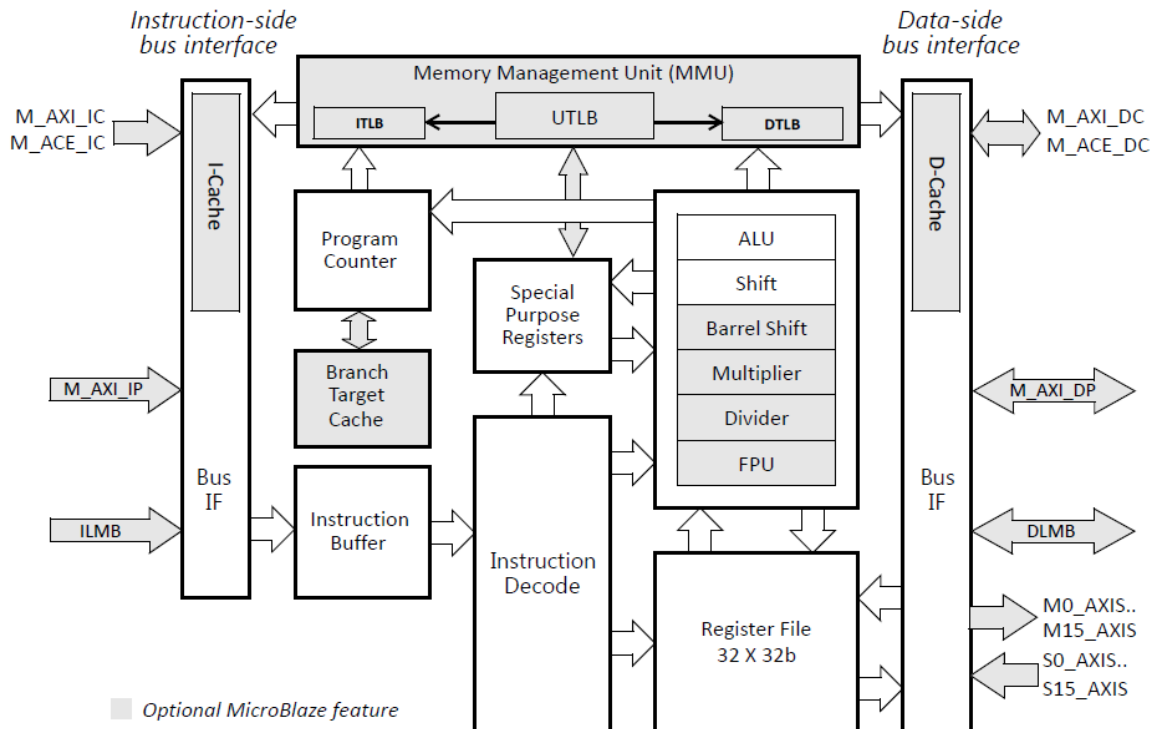 Instruction-side
bus interface
Data-side
bus interface
Memory Management Unit (MMU)
ITLB
UTLB
DTLB
M_AXI_IC
M_ACE_IC
I-Cache
M_AXI_DC
M_ACE_DC
D-Cache
Program
Counter
ALU
Shift
Barrel Shift
Multiplier
Divider
FPU
Special
Purpose
Registers
Branch
Target
Cache
M_AXI_IP
M_AXI_DP
Bus
IF
Bus
IF
ILMB
Instruction
Buffer
Instruction
Decode
DLMB
Register File
32 X 32b
M0_AXIS..
M15_AXIS
S0_AXIS..
S15_AXIS
Optional MicroBlaze feature